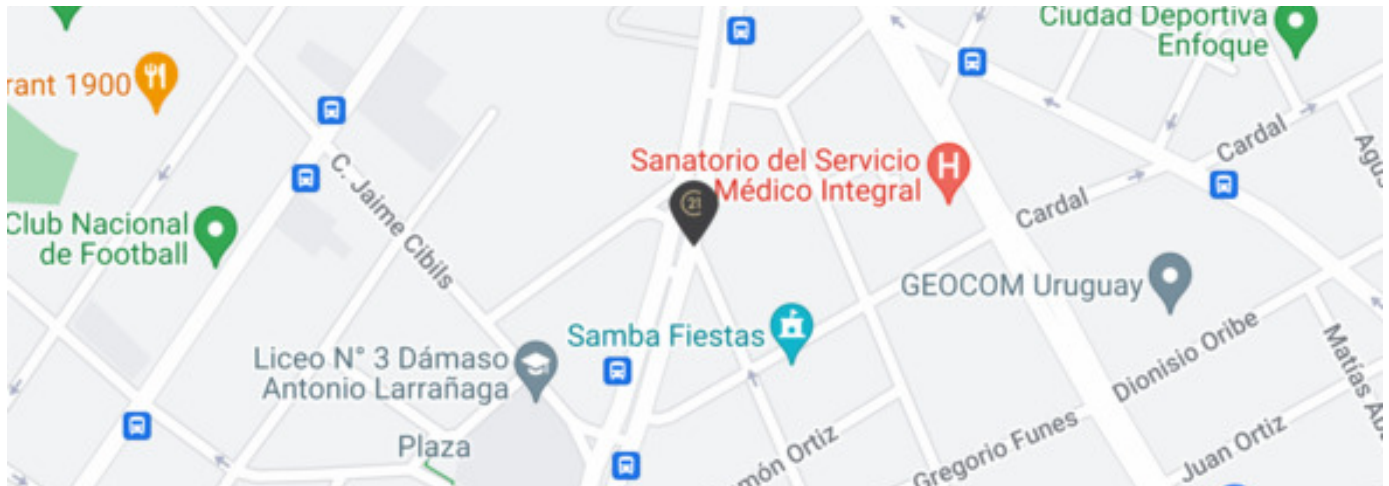 Ciudad Deportiva
Enfoque
rant 1900
Sanatorio del Servicio
Médico Integral
H
Cardal
Agus
C. Jaime Cibils
21
Cardal
Club Nacional
de Football
GEOCOM Uruguay
Samba Fiestas
Liceo N° 3 Dámaso
Antonio Larrañaga
Dionisio Oribe
Matías Aba
Plaza
món Ortiz
Gregorio Funes
Juan Ortiz